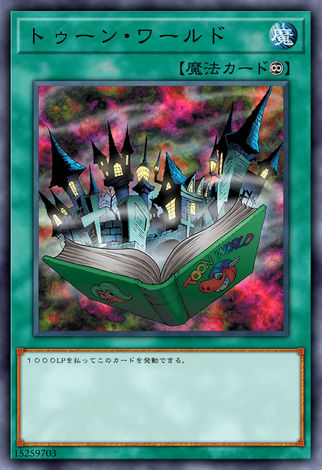 トゥーン・ワールド
魔
【魔法カード♾】
TOON WORLD
1000LPを払ってこのカードを発動できる。
15259703